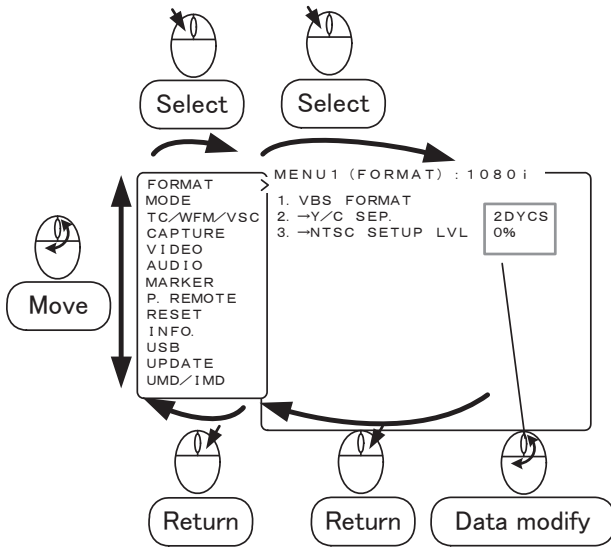 Select
Select
MENU1 (FORMAT) : 1080i
FORMAT
MODE
TC/WFM/VSC
CAPTURE
VIDEO
AUDIO
MARKER
P. REMOTE
RESET
INFO.
USB
UPDATE
UMD/IMD
1. VBS FORMAT
2. →Y/C SEP.
3. →NTSC SETUP LVL
2DYCS
0%
Move
Return
Return
Data modify